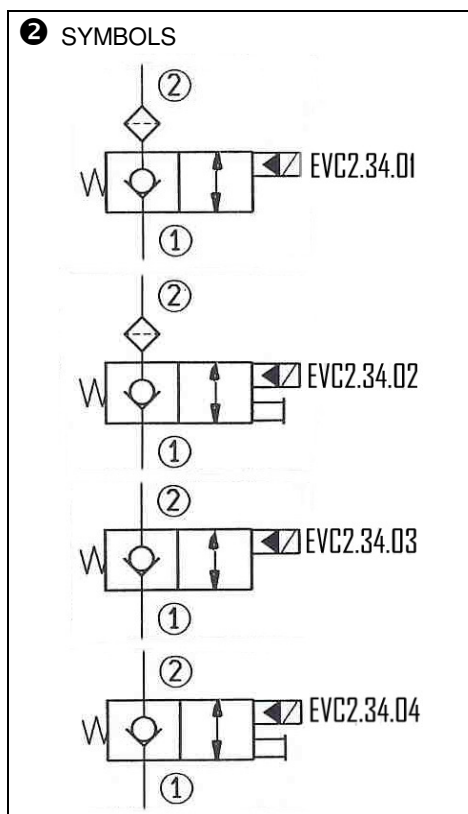 ❷ SYMBOLS
②
EVC2.34.01
①
②
EVC2.34.02
①
②
EVC2.34.03
①
②
EVC2.34.04
①